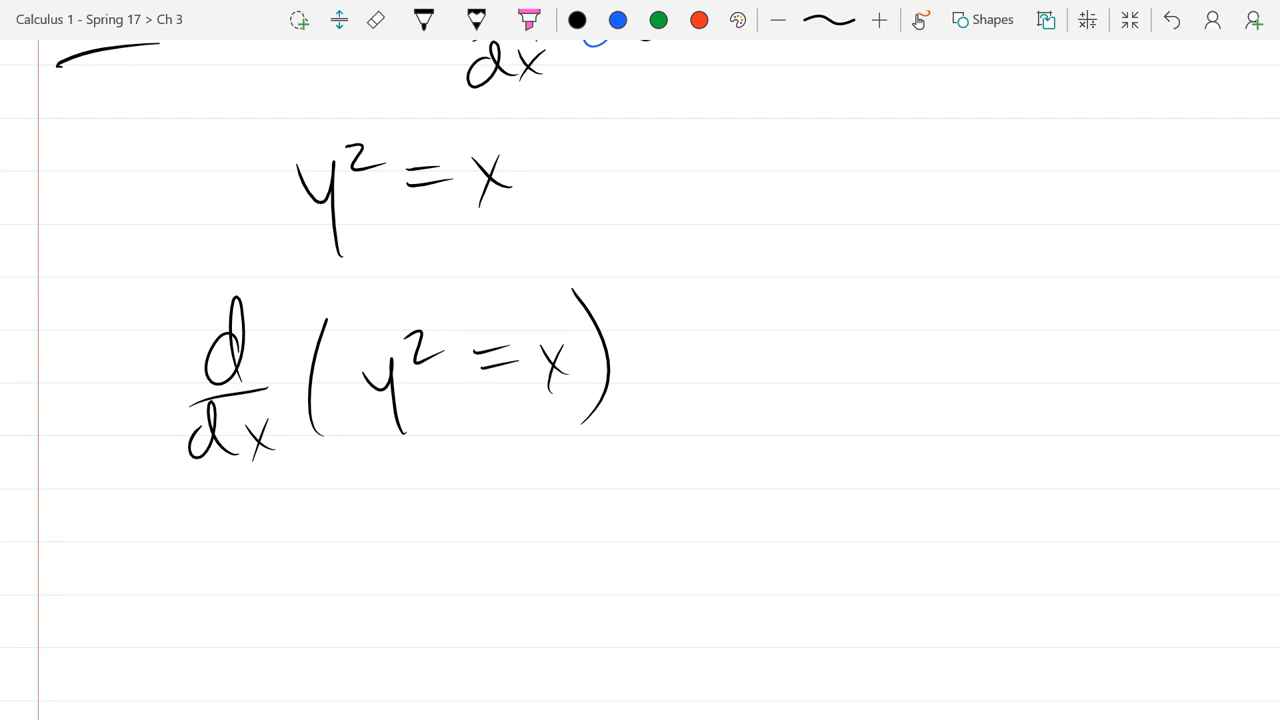 Calculus 1 - Spring 17 > Ch 3
Shapes
dx
y² = x
d/dx ( y² = x )